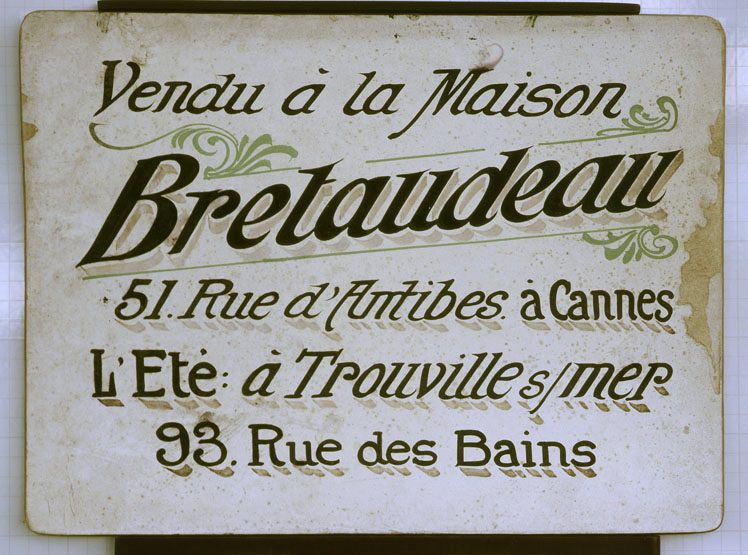 Vendu à la Maison
Bretaudeau
51. Rue d'Antibes. à Cannes
L'Eté: à Trouville s/mer
93. Rue des Bains